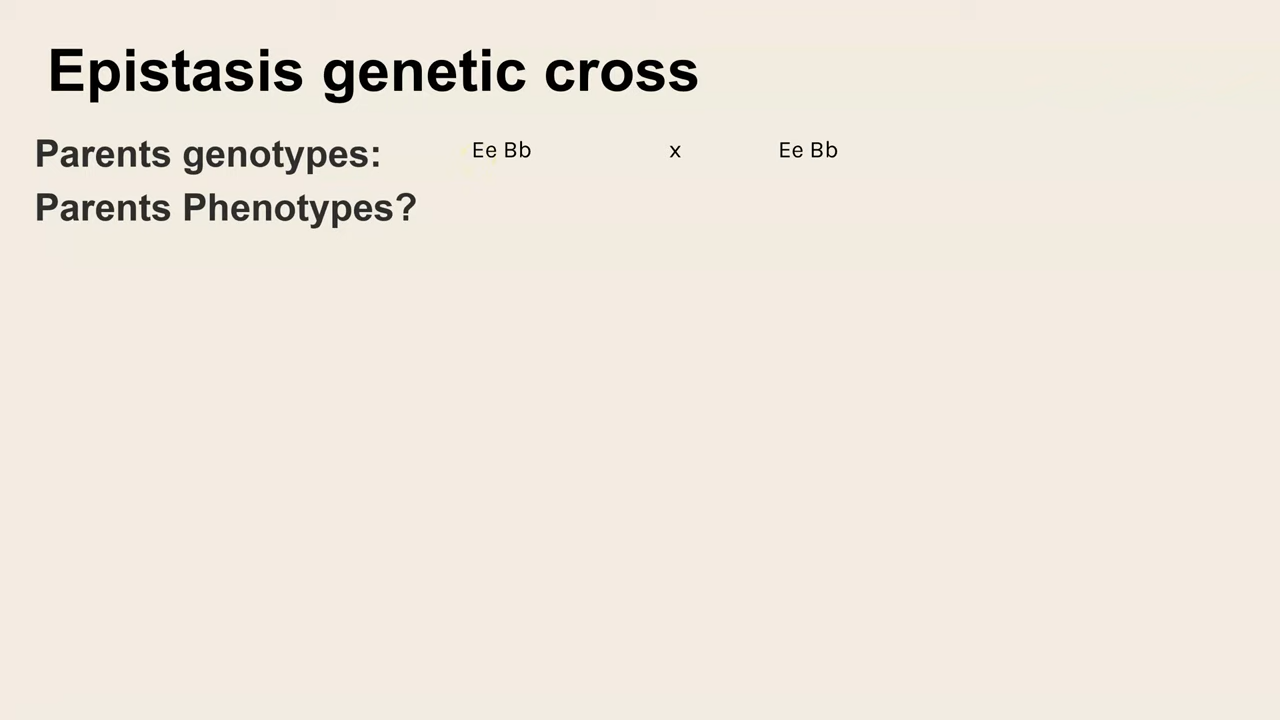 Epistasis genetic cross
Parents genotypes: Ee Bb x Ee Bb
Parents Phenotypes?